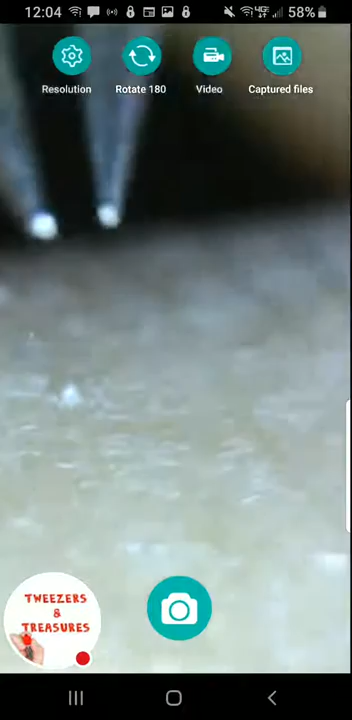 12:04
58%
Resolution
Rotate 180
Video
Captured files
TWEEZERS
&
TREASURES